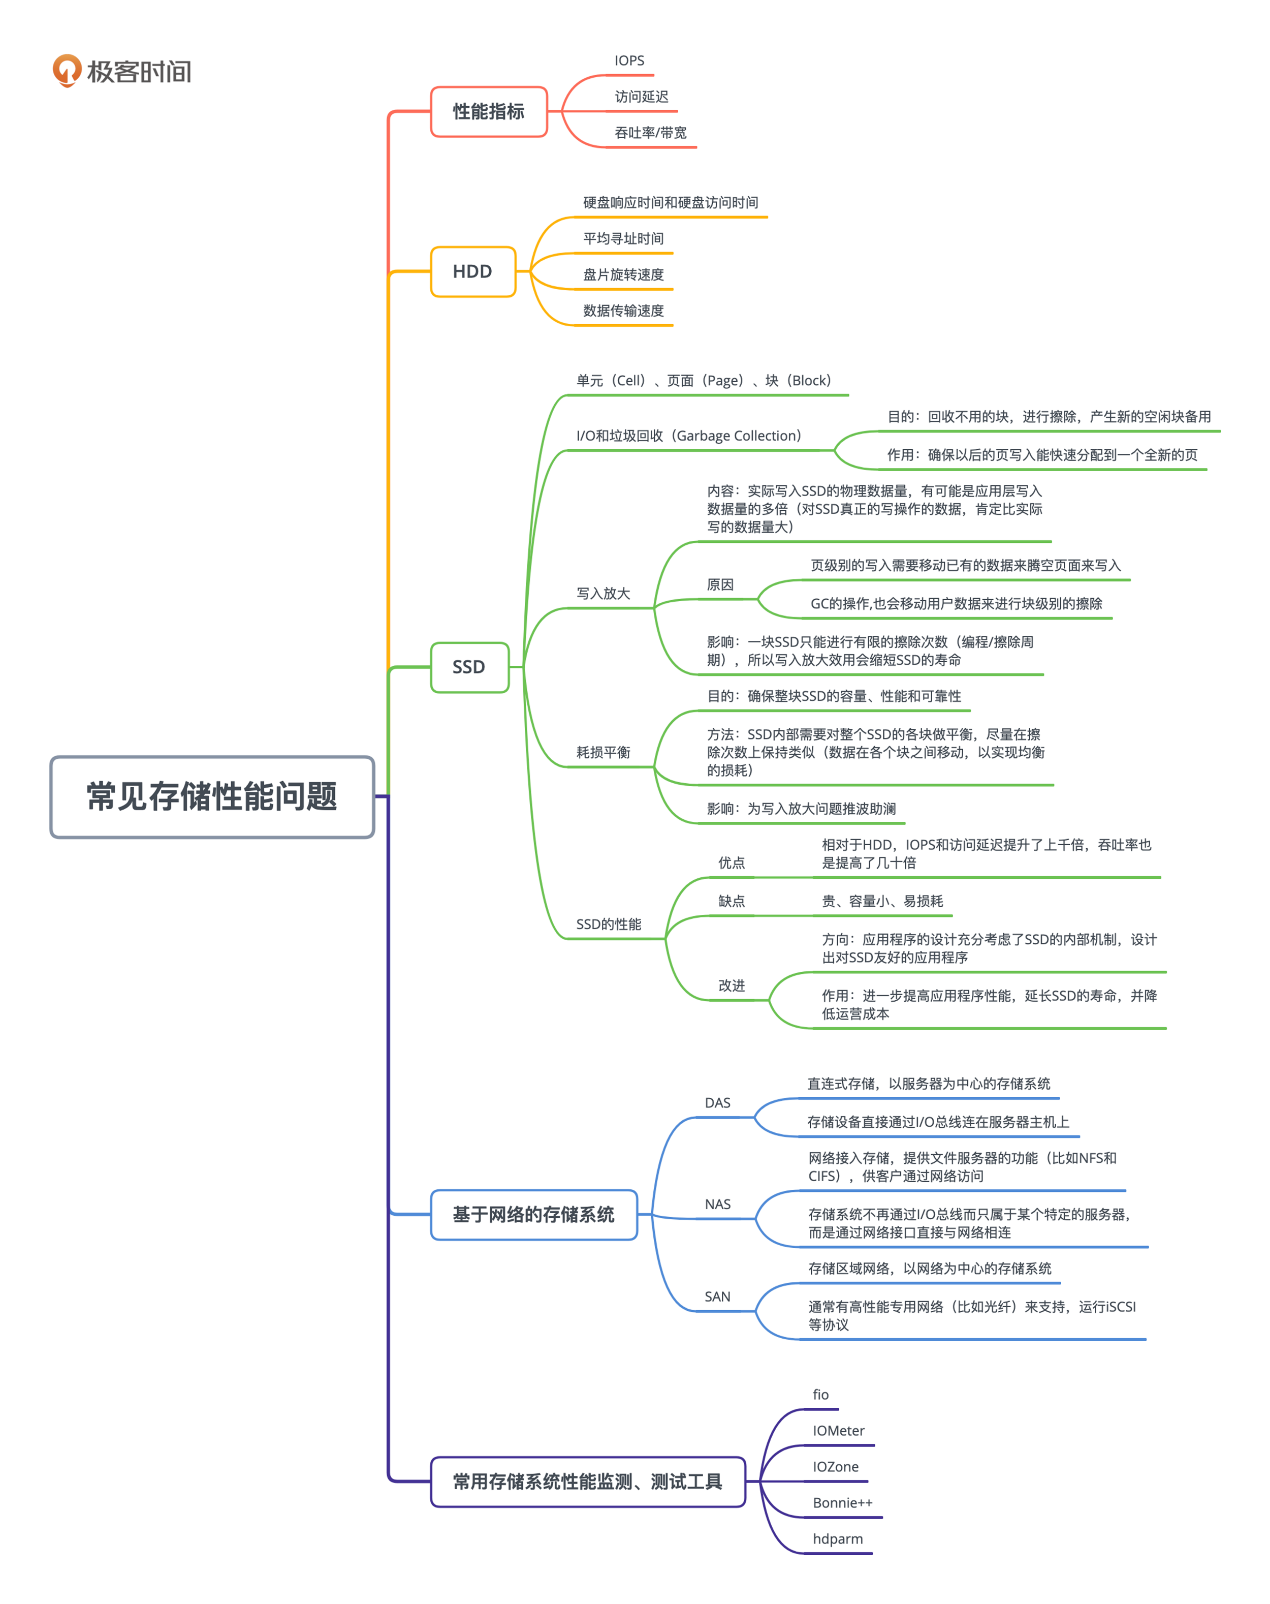 极客时间
常见存储性能问题
性能指标
IOPS
访问延迟
吞吐率/带宽
HDD
硬盘响应时间和硬盘访问时间
平均寻址时间
盘片旋转速度
数据传输速度
SSD
单元（Cell）、页面（Page）、块（Block）
I/O和垃圾回收（Garbage Collection）
目的：回收不用的块，进行擦除，产生新的空闲块备用
作用：确保以后的页写入能快速分配到一个全新的页
写入放大
内容：实际写入SSD的物理数据量，有可能是应用层写入
数据量的多倍（对SSD真正的写操作的数据，肯定比实际
写的数据量大）
原因
页级别的写入需要移动已有的数据来腾空页面来写入
GC的操作,也会移动用户数据来进行块级别的擦除
影响：一块SSD只能进行有限的擦除次数（编程/擦除周
期），所以写入放大效用会缩短SSD的寿命
耗损平衡
目的：确保整块SSD的容量、性能和可靠性
方法：SSD内部需要对整个SSD的各块做平衡，尽量在擦
除次数上保持类似（数据在各个块之间移动，以实现均衡
的损耗）
影响：为写入放大问题推波助澜
SSD的性能
优点
相对于HDD，IOPS和访问延迟提升了上千倍，吞吐率也
是提高了几十倍
缺点
贵、容量小、易损耗
改进
方向：应用程序的设计充分考虑了SSD的内部机制，设计
出对SSD友好的应用程序
作用：进一步提高应用程序性能，延长SSD的寿命，并降
低运营成本
基于网络的存储系统
DAS
直连式存储，以服务器为中心的存储系统
存储设备直接通过I/O总线连在服务器主机上
NAS
网络接入存储，提供文件服务器的功能（比如NFS和
CIFS），供客户通过网络访问
存储系统不再通过I/O总线而只属于某个特定的服务器，
而是通过网络接口直接与网络相连
SAN
存储区域网络，以网络为中心的存储系统
通常有高性能专用网络（比如光纤）来支持，运行iSCSI
等协议
常用存储系统性能监测、测试工具
fio
IOMeter
IOZone
Bonnie++
hdparm